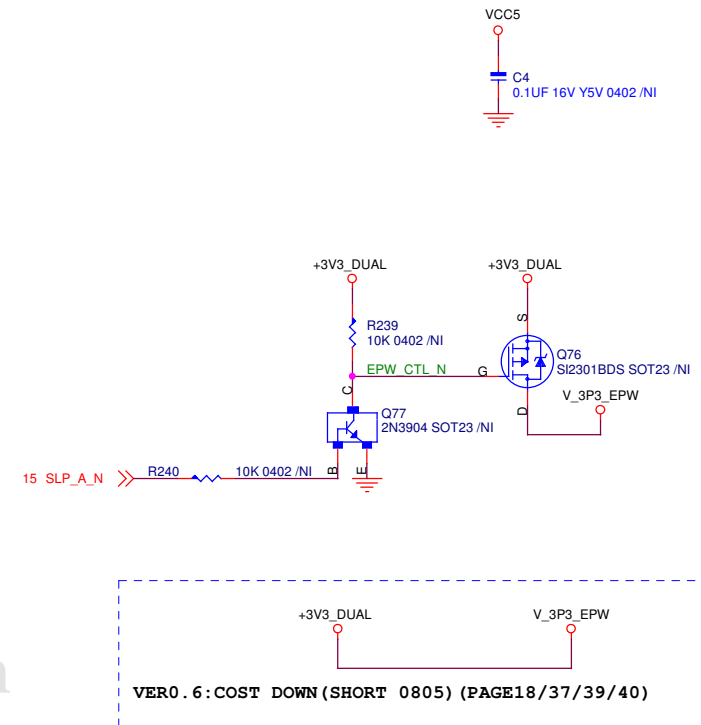 VCC5
C4
0.1UF 16V Y5V 0402 /NI
+3V3_DUAL
+3V3_DUAL
R239
10K 0402 /NI
S
EPW_CTL_N
G
Q76
SI2301BDS SOT23 /NI
C
V_3P3_EPW
D
Q77
2N3904 SOT23 /NI
15 SLP_A_N
R240
10K 0402 /NI
B
E
+3V3_DUAL
V_3P3_EPW
VER0.6:COST DOWN(SHORT 0805)(PAGE18/37/39/40)